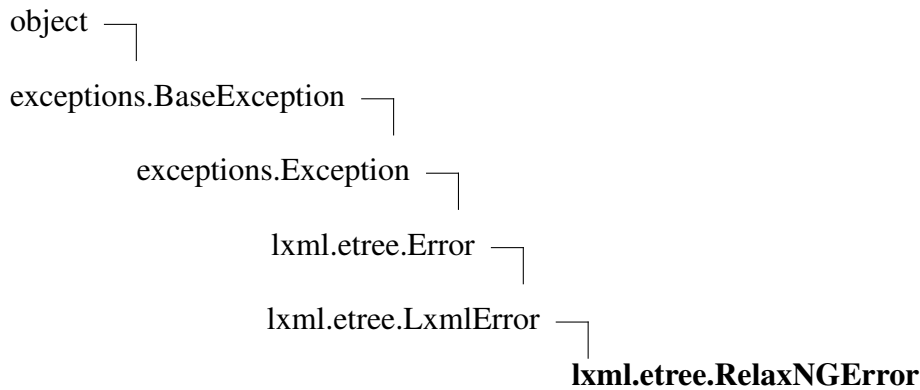 object
exceptions.BaseException
exceptions.Exception
lxml.etree.Error
lxml.etree.LxmlError
lxml.etree.RelaxNGError